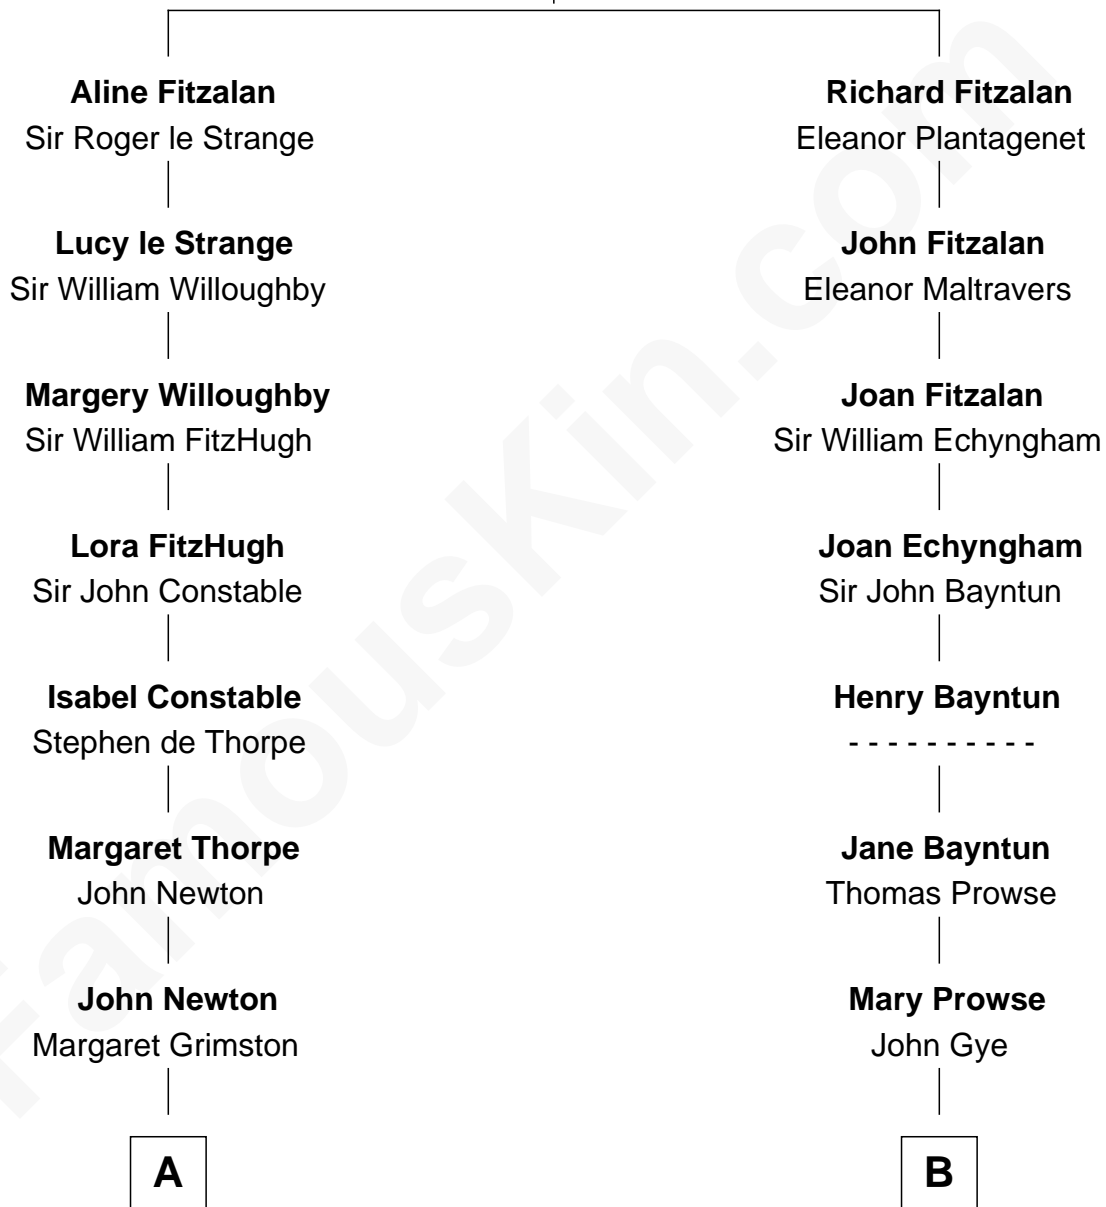 Aline Fitzalan
Sir Roger le Strange
Richard Fitzalan
Eleanor Plantagenet
Lucy le Strange
Sir William Willoughby
John Fitzalan
Eleanor Maltravers
Margery Willoughby
Sir William FitzHugh
Joan Fitzalan
Sir William Echyngham
Lora FitzHugh
Sir John Constable
Joan Echyngham
Sir John Bayntun
Isabel Constable
Stephen de Thorpe
Henry Bayntun
- - - - - - - - - -
Margaret Thorpe
John Newton
Jane Bayntun
Thomas Prowse
John Newton
Margaret Grimston
Mary Prowse
John Gye
A
B
FamousKin.com